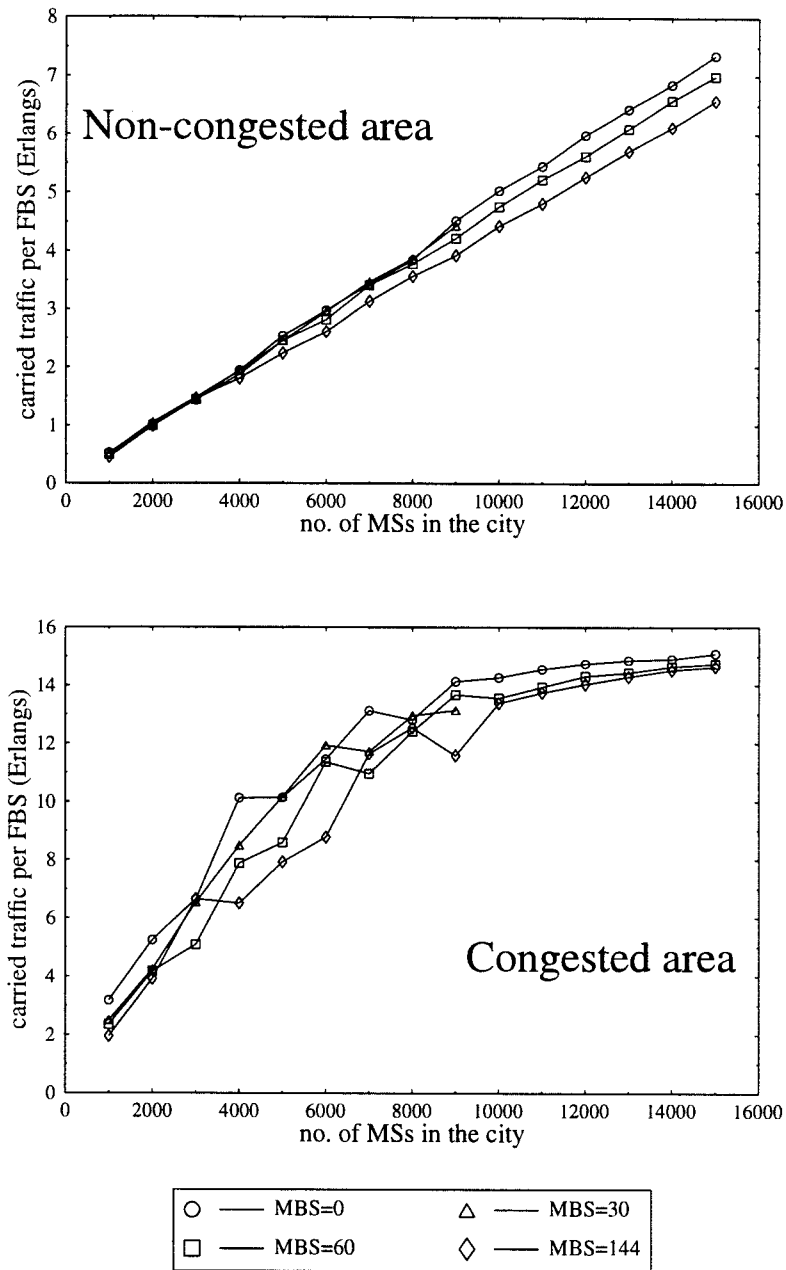 8
7
6
5
4
3
2
1
0
carried traffic per FBS (Erlangs)
Non-congested area
0 2000 4000 6000 8000 10000 12000 14000 16000
no. of MSs in the city
16
14
12
10
8
6
4
2
0
carried traffic per FBS (Erlangs)
Congested area
0 2000 4000 6000 8000 10000 12000 14000 16000
no. of MSs in the city
MBS=0 MBS=30
MBS=60 MBS=144